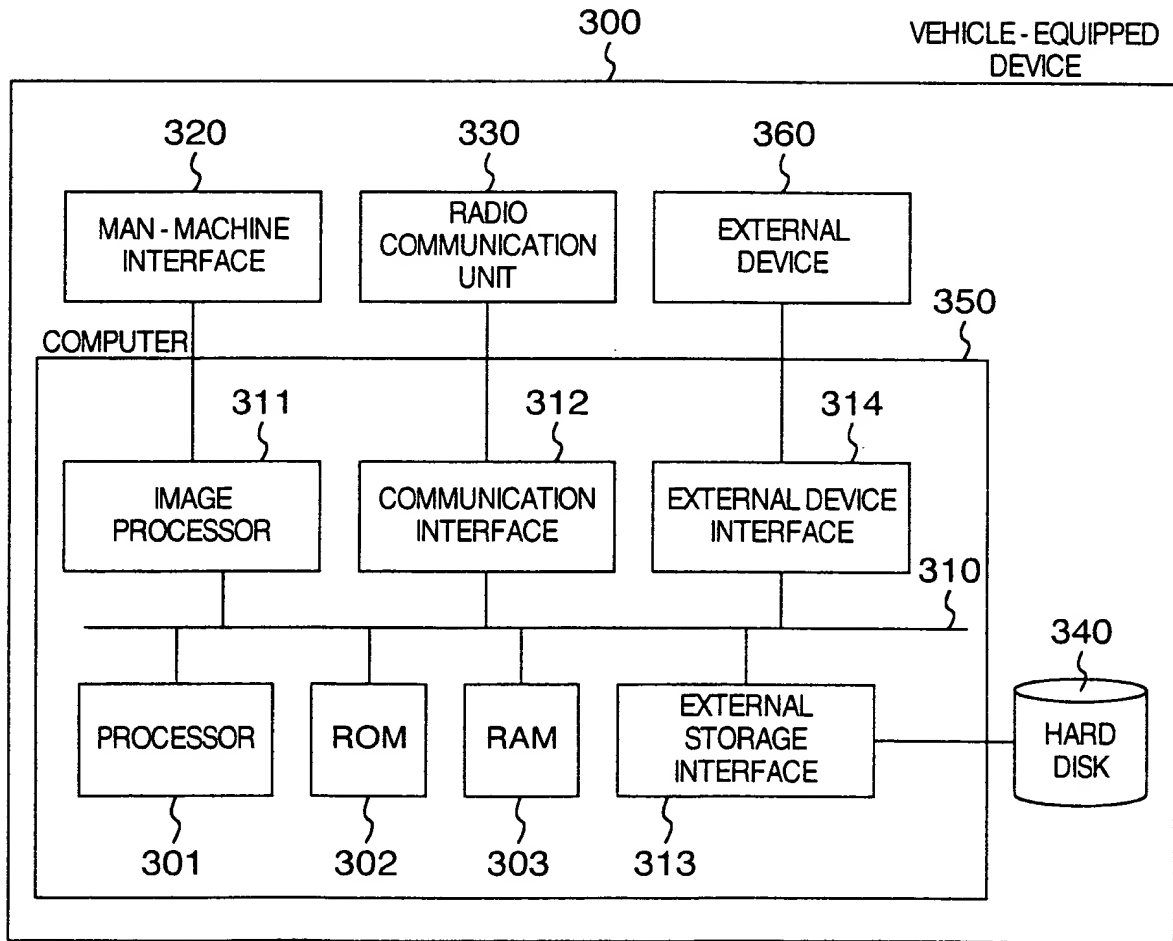 300
VEHICLE-EQUIPPED
DEVICE
320
330
360
MAN-MACHINE
INTERFACE
RADIO
COMMUNICATION
UNIT
EXTERNAL
DEVICE
COMPUTER
350
311
312
314
IMAGE
PROCESSOR
COMMUNICATION
INTERFACE
EXTERNAL DEVICE
INTERFACE
310
340
PROCESSOR
ROM
RAM
EXTERNAL
STORAGE
INTERFACE
HARD
DISK
301
302
303
313